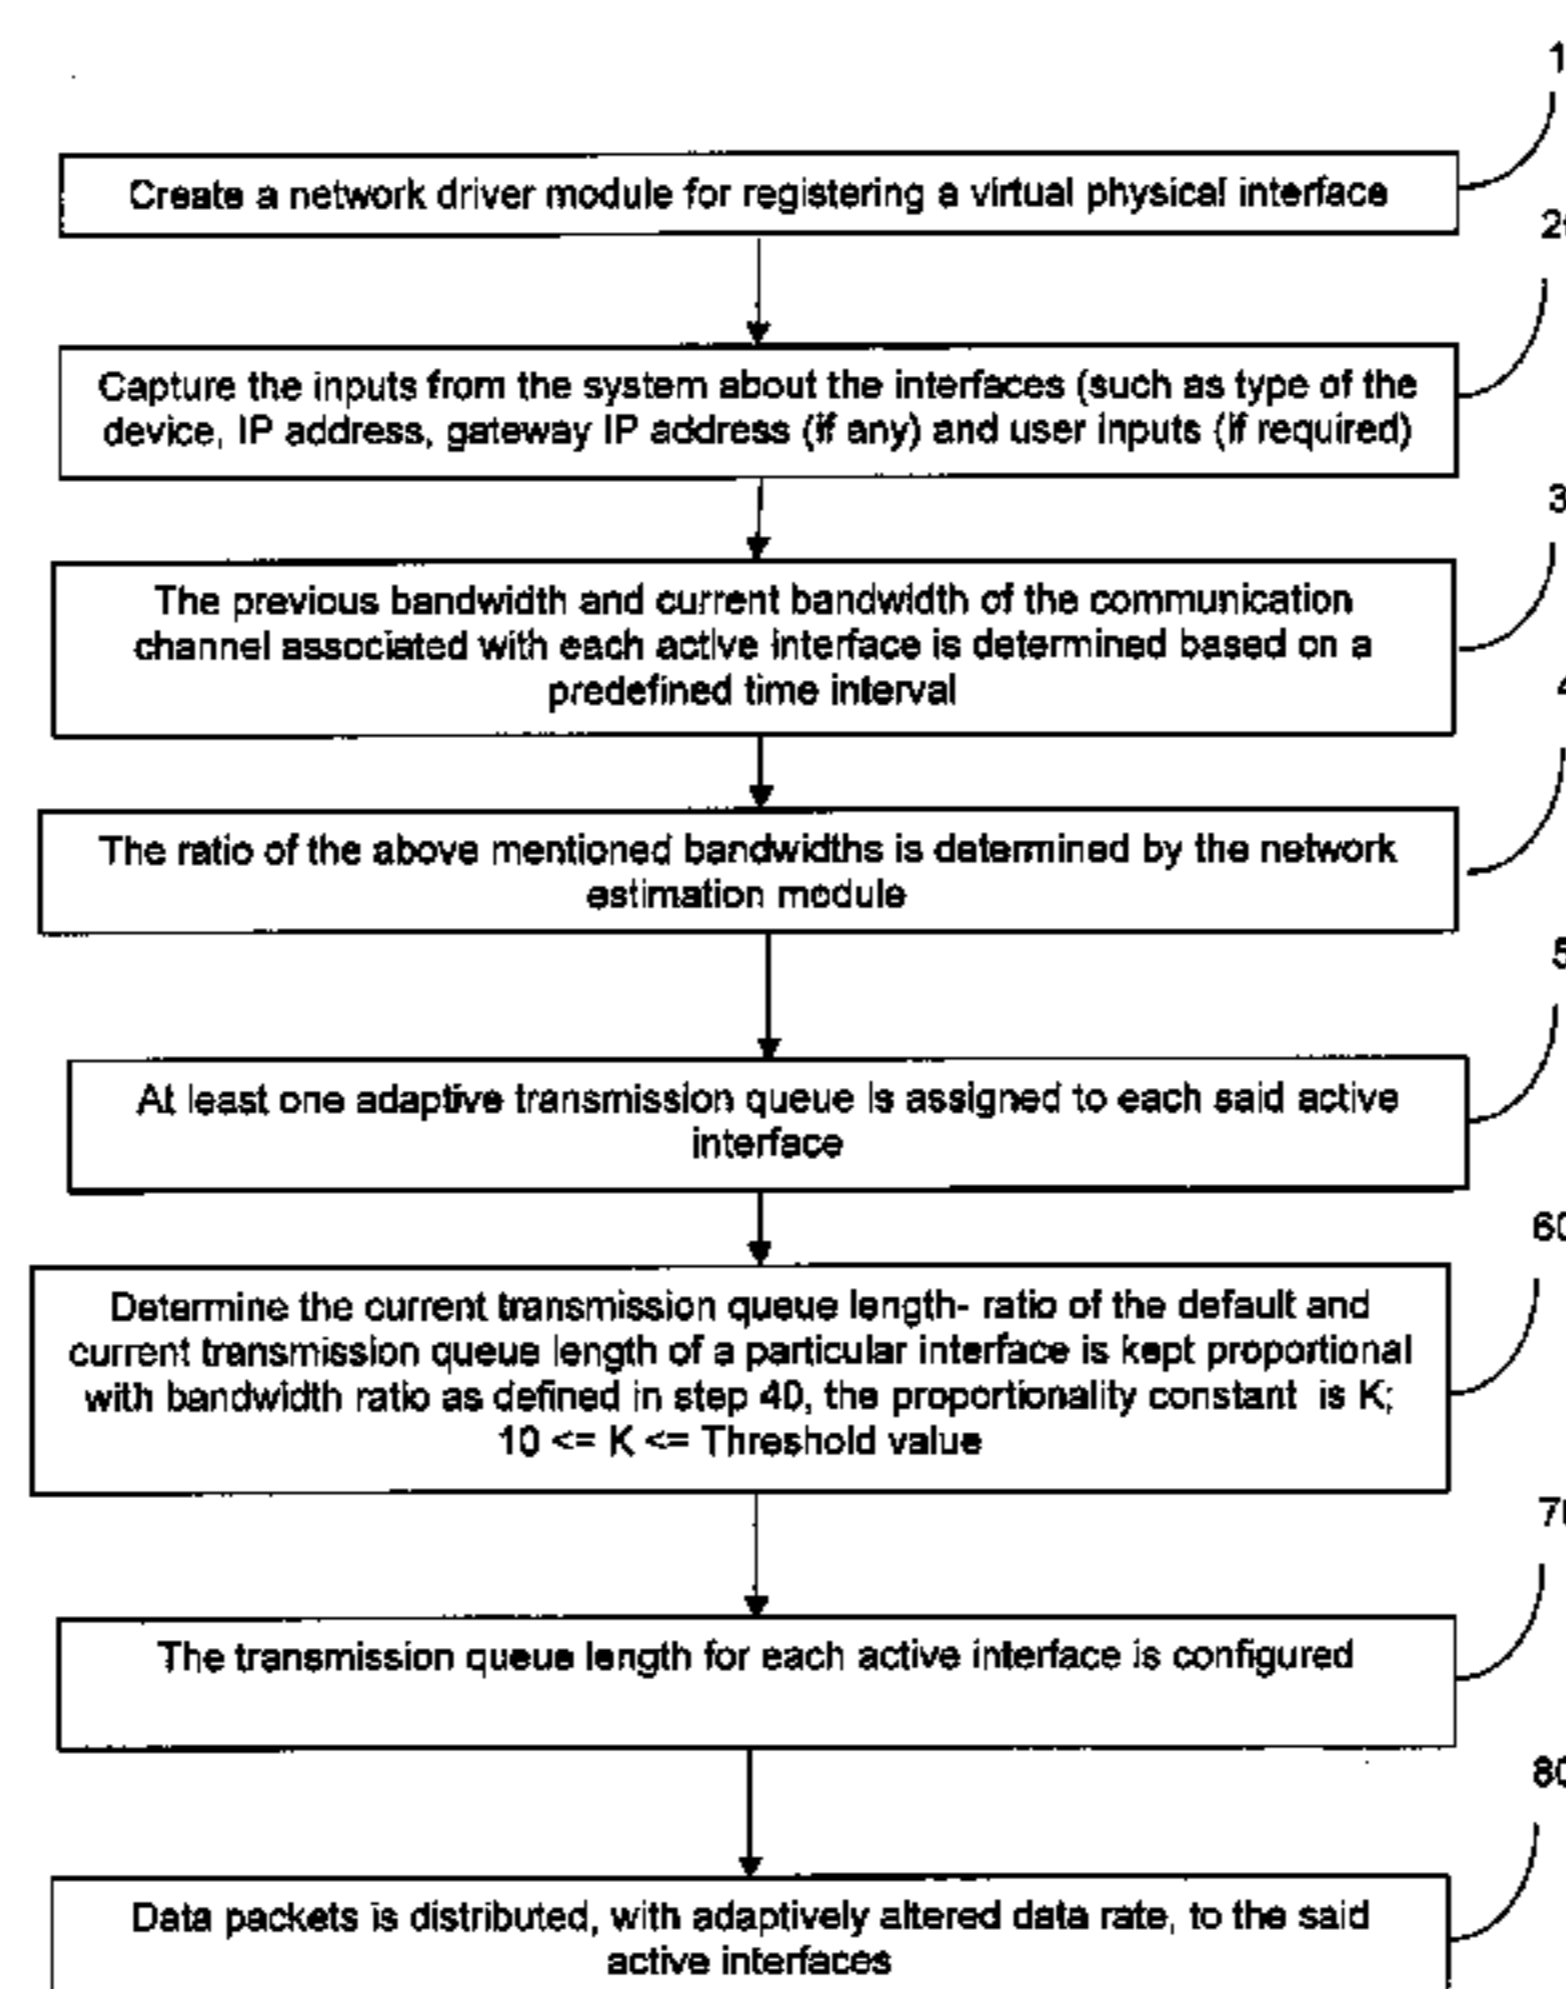 1
Create a network driver module for registering a virtual physical interface
2
Capture the inputs from the system about the interfaces (such as type of the
device, IP address, gateway IP address (if any) and user inputs (if required)
3
The previous bandwidth and current bandwidth of the communication
channel associated with each active interface is determined based on a
predefined time interval
4
The ratio of the above mentioned bandwidths is determined by the network
estimation module
5
At least one adaptive transmission queue is assigned to each said active
interface
60
Determine the current transmission queue length- ratio of the default and
current transmission queue length of a particular interface is kept proportional
with bandwidth ratio as defined in step 40, the proportionality constant is K;
10 <= K <= Threshold value
7
The transmission queue length for each active interface is configured
80
Data packets is distributed, with adaptively altered data rate, to the said
active interfaces